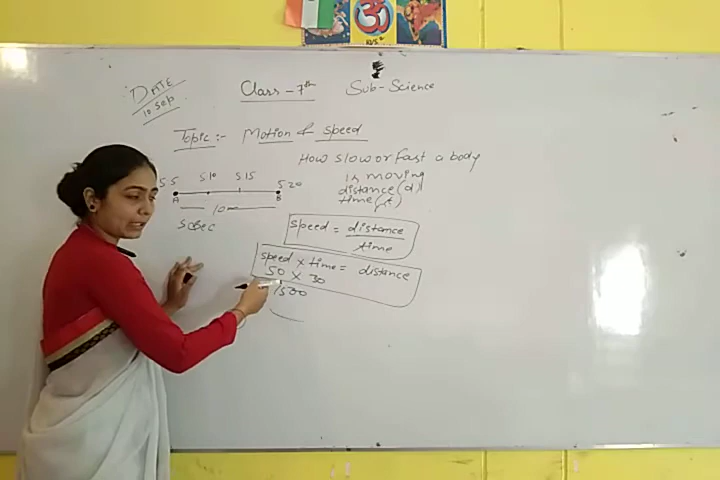 DATE
10 Sep
Class - 7th Sub - Science
Topic :- Motion & speed
How slow or fast a body
is moving
distance (d)
time (t)
5 5 5 10 5 15 5 20
A B
10m
50sec
speed = distance / time
speed × time = distance
50 × 30
1500
ॐ